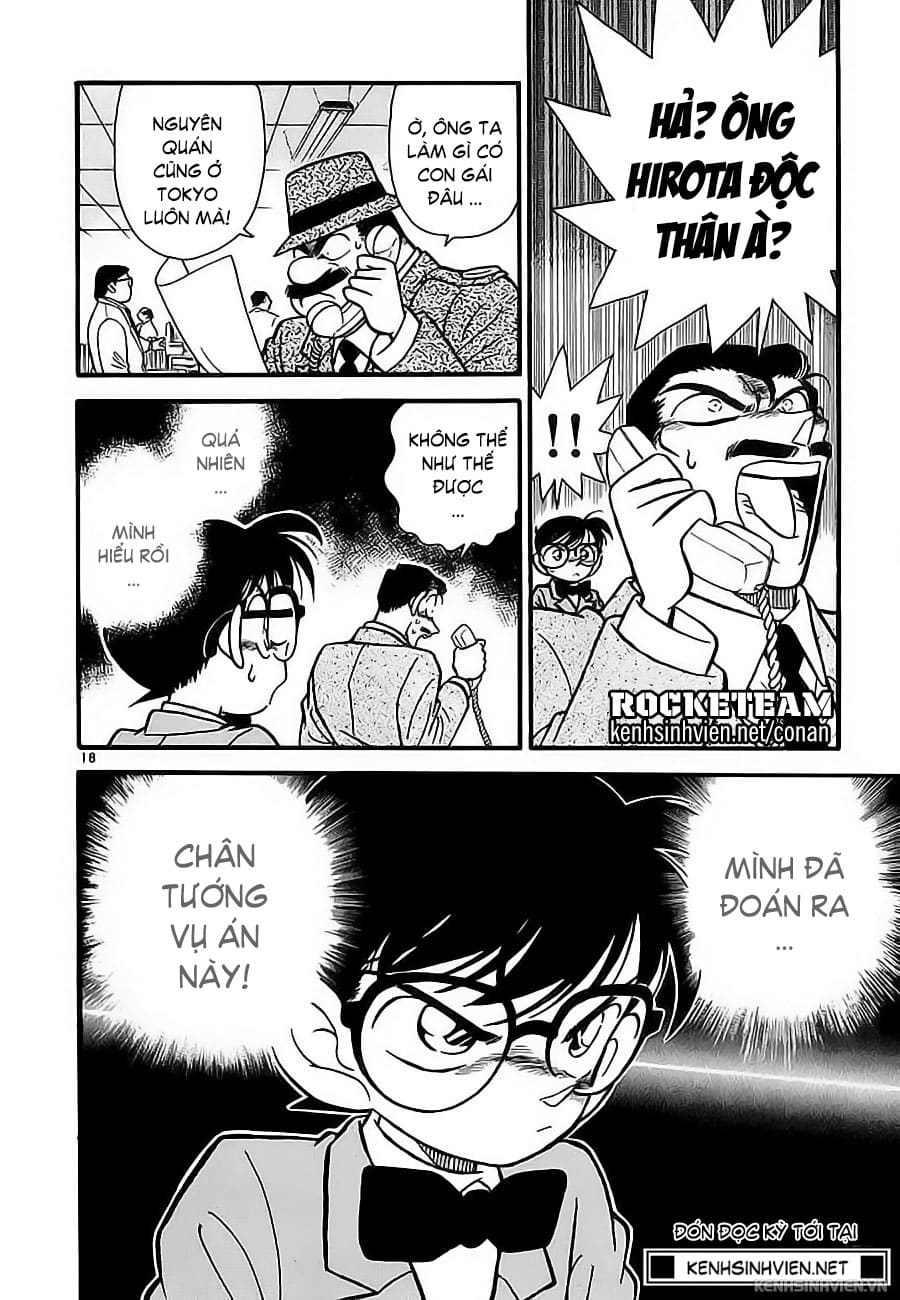 HẢ? ÔNG
HIROTA ĐỘC
THÂN À?
!!
ROCKETEAM
kenhsinhvien.net/conan
Ờ, ÔNG TA
LÀM GÌ CÓ
CON GÁI
ĐÂU ...
NGUYÊN
QUÁN
CŨNG Ở
TOKYO
LUÔN MÀ!
KHÔNG THỂ
NHƯ THẾ
ĐƯỢC
...
QUẢ
NHIÊN
...
MÌNH
HIỂU RỒI
...
18
MÌNH ĐÃ
ĐOÁN RA
...
CHÂN
TƯỚNG
VỤ ÁN
NÀY!
ĐÓN ĐỌC KỲ TỚI TẠI
KENHSINHVIEN.NET
KENHSINHVIEN.VN